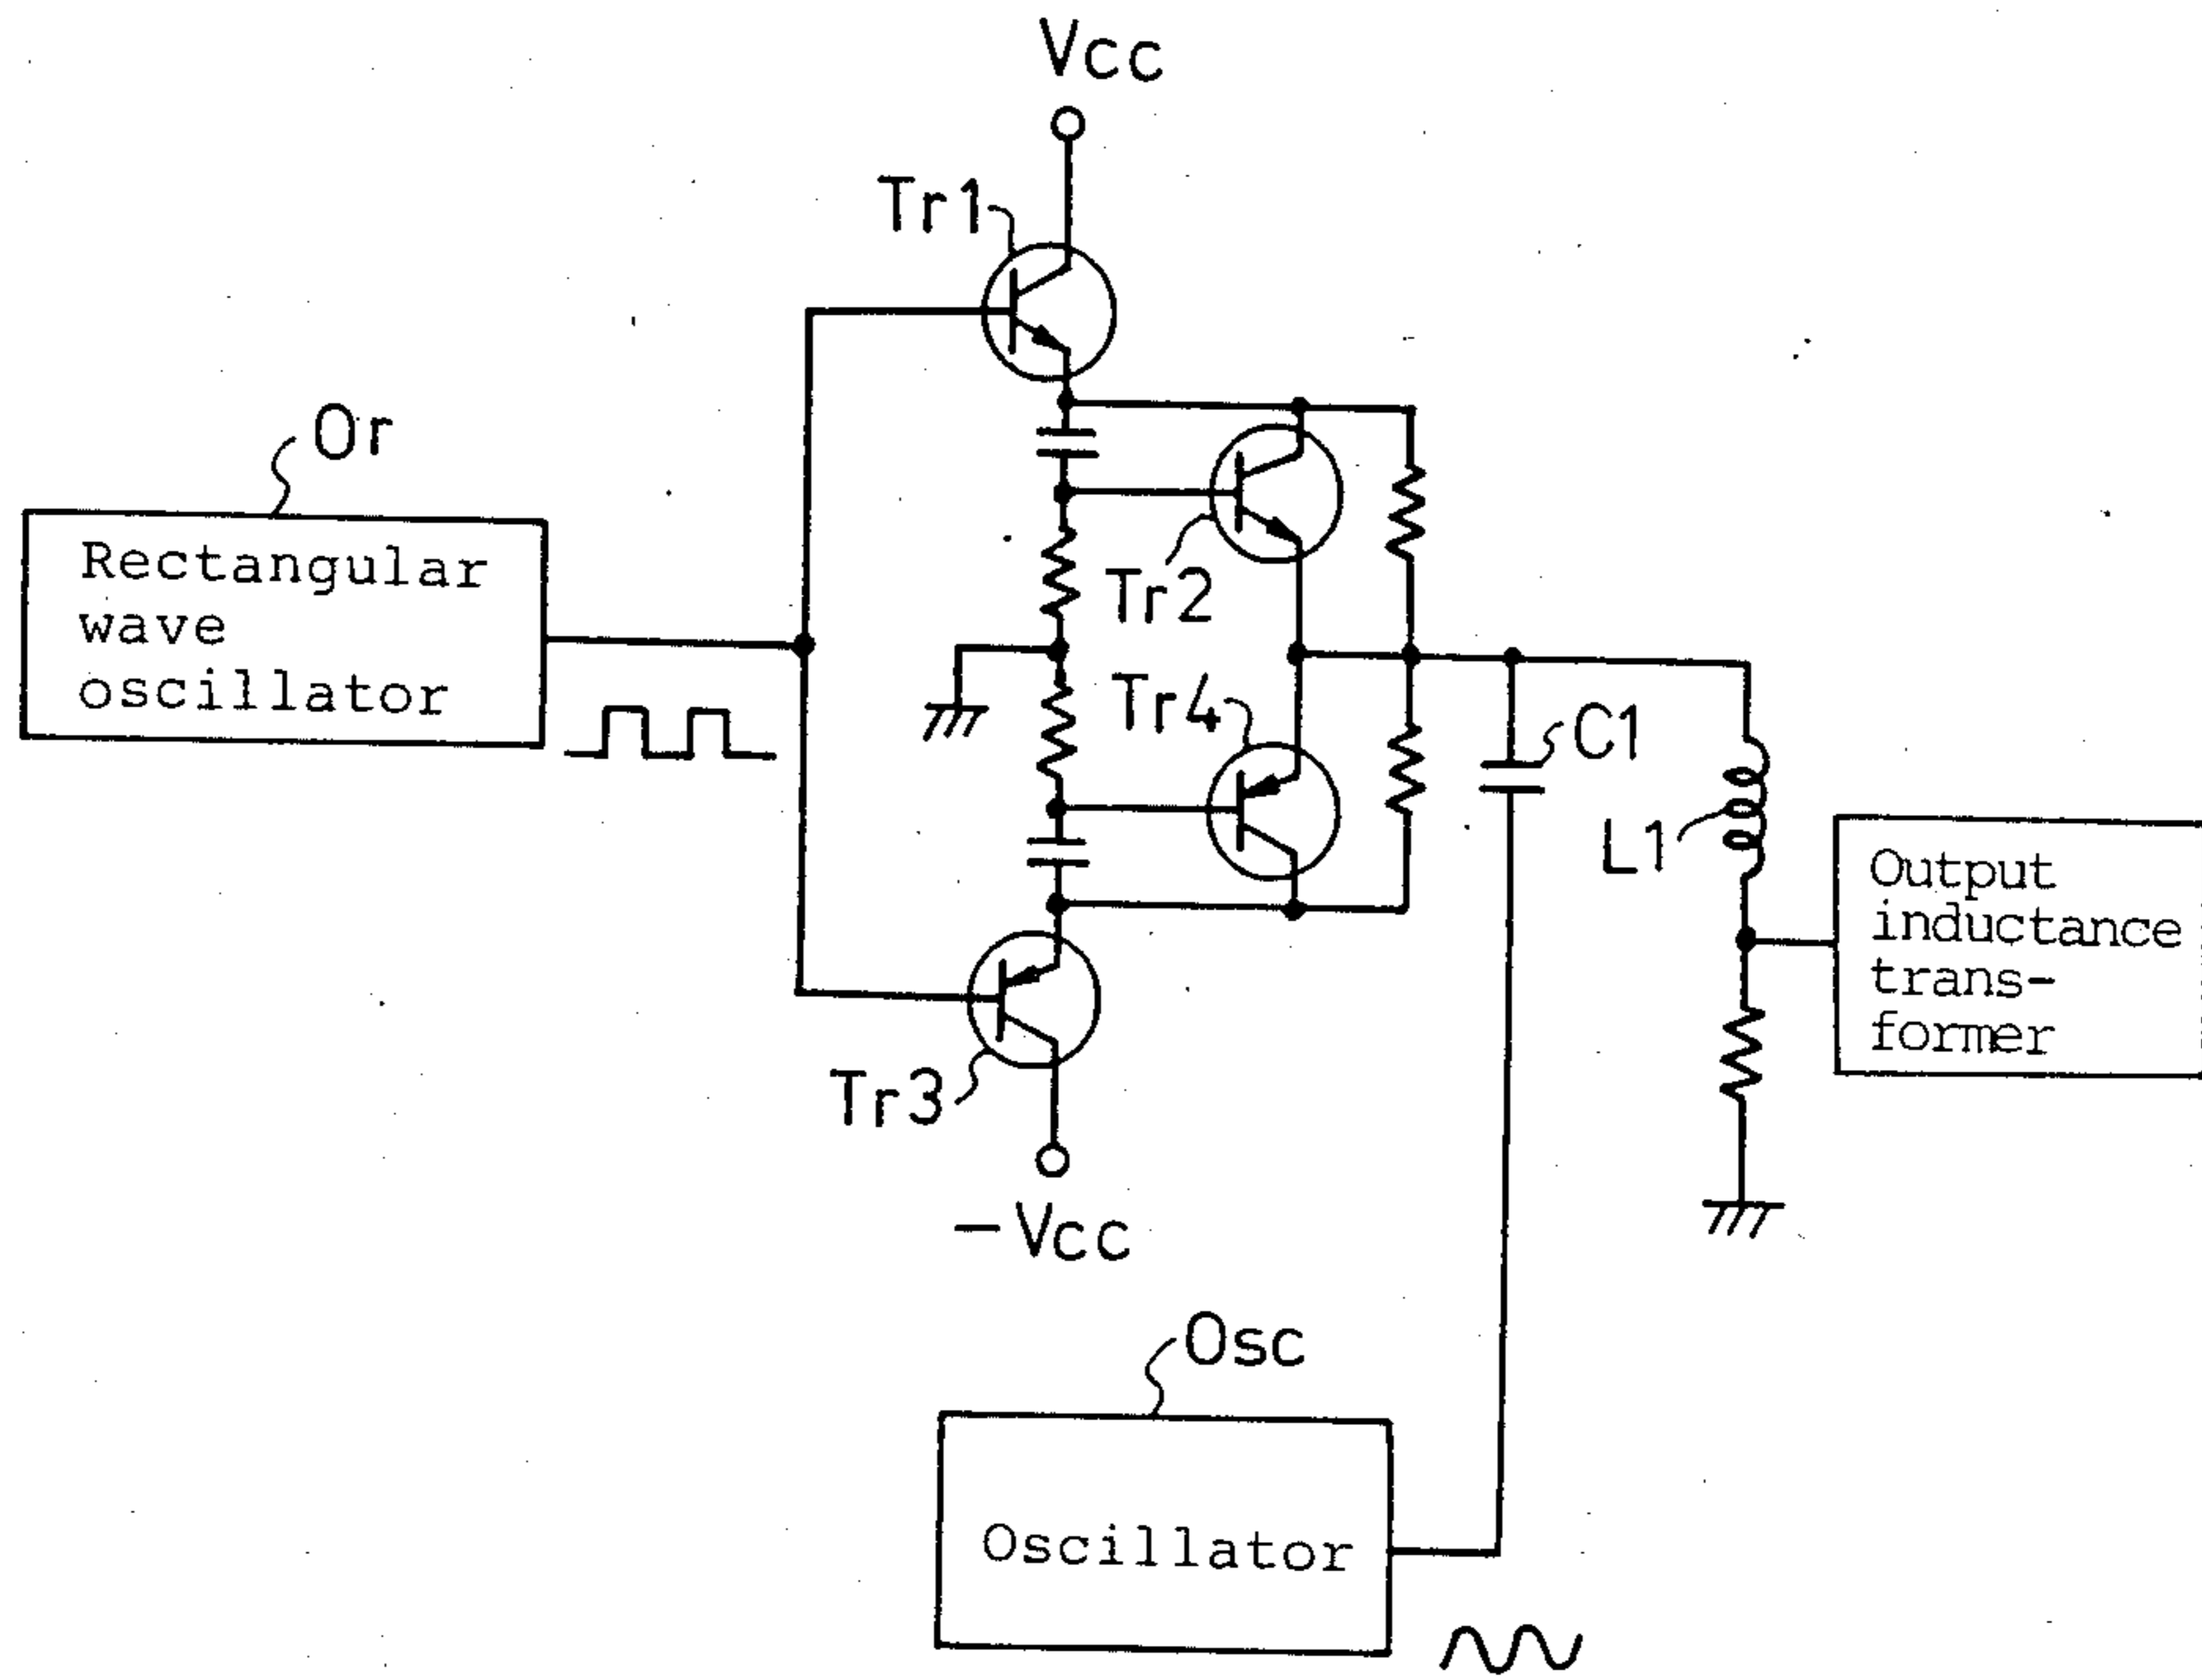 Vcc
Tr1
Or
Rectangular
wave
oscillator
Tr2
Tr4
C1
L1
Output
inductance
trans-
former
Tr3
-Vcc
Osc
Oscillator